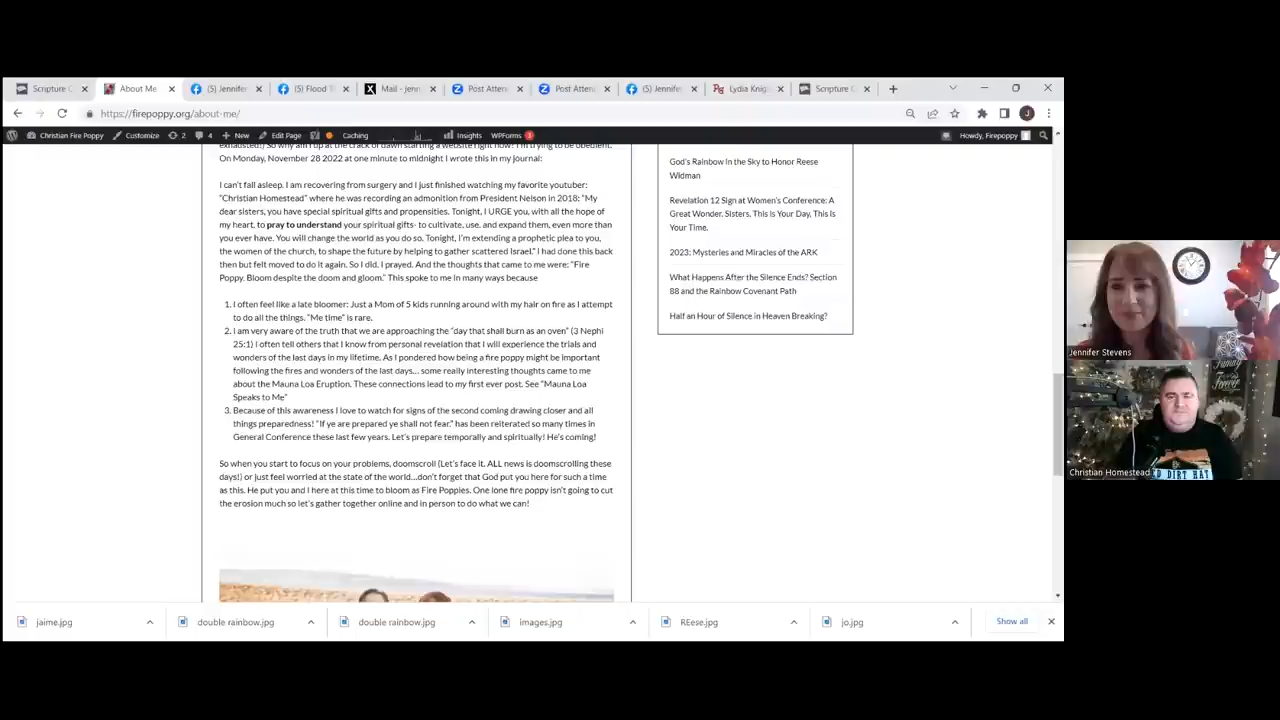 Scripture C
About Me
(5) Jennifer
(5) Flood T
Mail - jenn
Post Atten
Post Atten
(5) Jennifer
Lydia Knig
Scripture C
https://firepoppy.org/about-me/
Christian Fire Poppy
Customize
2
4
New
Edit Page
Caching
Insights
WPForms
Howdy, Firepoppy
On Monday, November 28 2022 at one minute to midnight I wrote this in my journal:
I can't fall asleep. I am recovering from surgery and I just finished watching my favorite youtuber:
"Christian Homestead" where he was recording an admonition from President Nelson in 2018: "My
dear sisters, you have special spiritual gifts and propensities. Tonight, I URGE you, with all the hope of
my heart, to pray to understand your spiritual gifts- to cultivate, use, and expand them, even more than
you ever have. You will change the world as you do so. Tonight, I'm extending a prophetic plea to you,
the women of the church, to shape the future by helping to gather scattered Israel." I had done this back
then but felt moved to do it again. So I did. I prayed. And the thoughts that came to me were: "Fire
Poppy. Bloom despite the doom and gloom." This spoke to me in many ways because
1. I often feel like a late bloomer: Just a Mom of 5 kids running around with my hair on fire as I attempt
to do all the things. "Me time" is rare.
2. I am very aware of the truth that we are approaching the "day that shall burn as an oven" (3 Nephi
25:1) I often tell others that I know from personal revelation that I will experience the trials and
wonders of the last days in my lifetime. As I pondered how being a fire poppy might be important
following the fires and wonders of the last days... some really interesting thoughts came to me
about the Mauna Loa Eruption. These connections lead to my first ever post. See "Mauna Loa
Speaks to Me"
3. Because of this awareness I love to watch for signs of the second coming drawing closer and all
things preparedness! "If ye are prepared ye shall not fear." has been reiterated so many times in
General Conference these last few years. Let's prepare temporally and spiritually! He's coming!
So when you start to focus on your problems, doomscroll (Let's face it. ALL news is doomscrolling these
days!) or just feel worried at the state of the world...don't forget that God put you here for such a time
as this. He put you and I here at this time to bloom as Fire Poppies. One lone fire poppy isn't going to cut
the erosion much so let's gather together online and in person to do what we can!
God's Rainbow In the Sky to Honor Reese
Widman
Revelation 12 Sign at Women's Conference: A
Great Wonder. Sisters, This Is Your Day, This Is
Your Time.
2023: Mysteries and Miracles of the ARK
What Happens After the Silence Ends? Section
88 and the Rainbow Covenant Path
Half an Hour of Silence in Heaven Breaking?
Jennifer Stevens
Family
Forever
Christian Homestead
D DIRT HAT
jaime.jpg
double rainbow.jpg
double rainbow.jpg
images.jpg
REese.jpg
jo.jpg
Show all